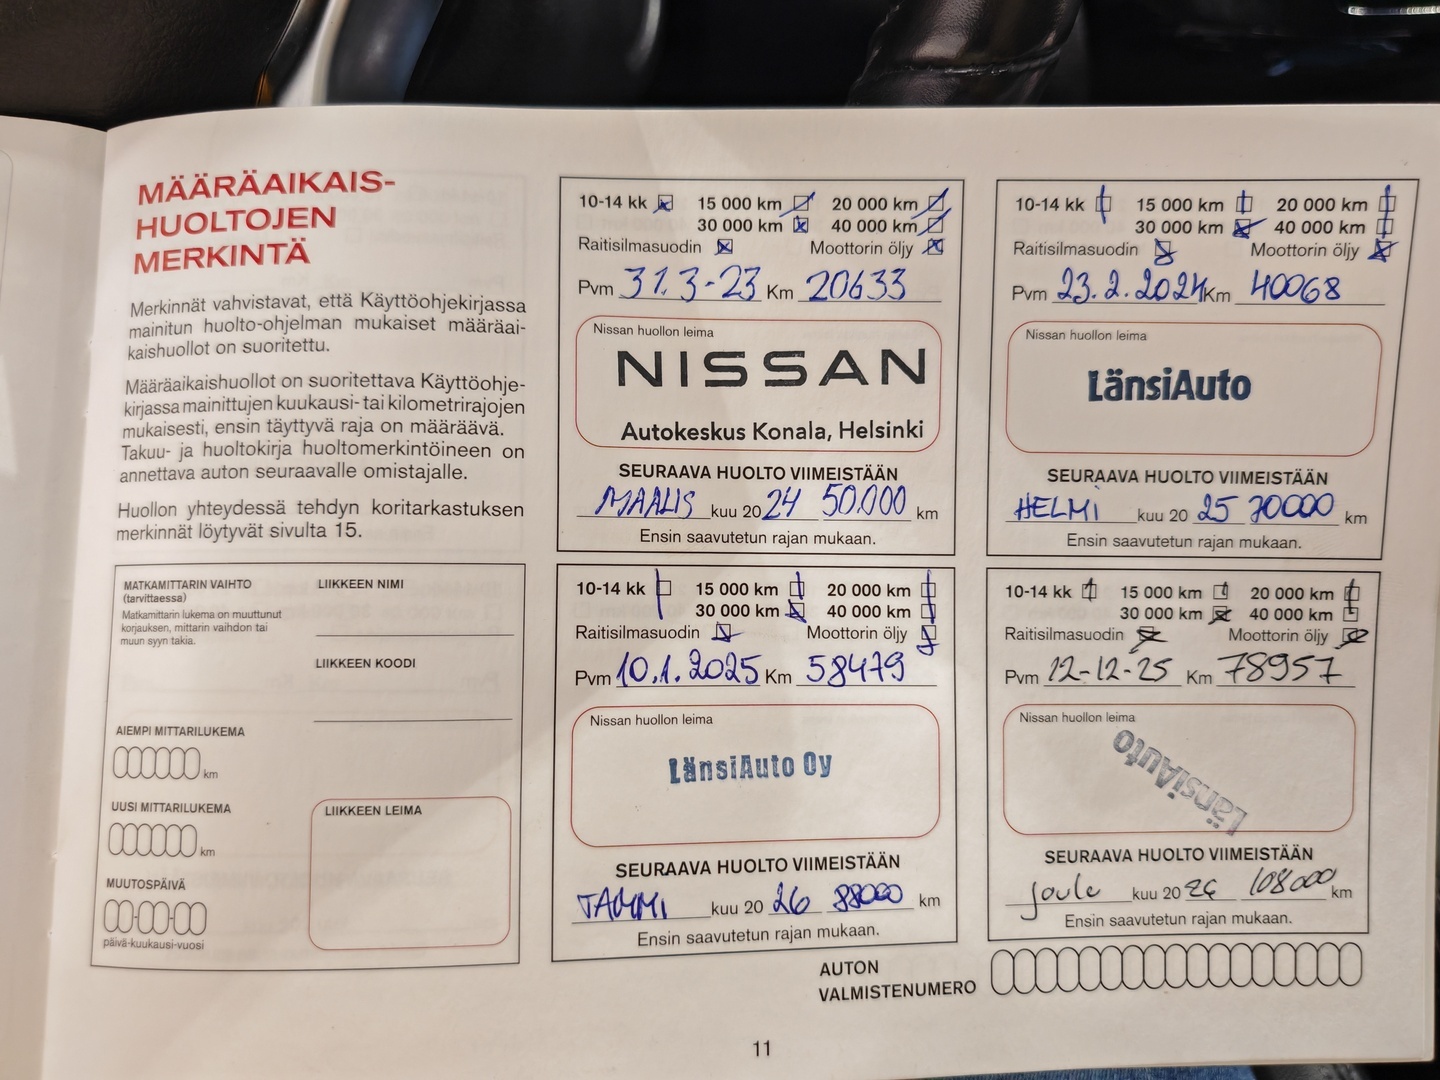 MÄÄRÄAIKAIS-
HUOLTOJEN
MERKINTÄ
Merkinnät vahvistavat, että Käyttöohjekirjassa
mainitun huolto-ohjelman mukaiset määräai-
kaishuollot on suoritettu.
Määräaikaishuollot on suoritettava Käyttöohje-
kirjassa mainittujen kuukausi- tai kilometrirajojen
mukaisesti, ensin täyttyvä raja on määräävä.
Takuu- ja huoltokirja huoltomerkintöineen on
annettava auton seuraavalle omistajalle.
Huollon yhteydessä tehdyn koritarkastuksen
merkinnät löytyvät sivulta 15.
MATKAMITTARIN VAIHTO
(tarvittaessa)
Matkamittarin lukema on muuttunut
korjauksen, mittarin vaihdon tai
muun syyn takia.
LIIKKEEN NIMI
LIIKKEEN KOODI
AIEMPI MITTARILUKEMA
km
UUSI MITTARILUKEMA
km
MUUTOSPÄIVÄ
päivä-kuukausi-vuosi
LIIKKEEN LEIMA
10-14 kk 15 000 km 20 000 km
30 000 km 40 000 km
Raitisilmasuodin Moottorin öljy
Pvm 31.3-23 Km 20633
Nissan huollon leima
NISSAN
Autokeskus Konala, Helsinki
SEURAAVA HUOLTO VIIMEISTÄÄN
MAALIS kuu 20 24 50.000 km
Ensin saavutetun rajan mukaan.
10-14 kk 15 000 km 20 000 km
30 000 km 40 000 km
Raitisilmasuodin Moottorin öljy
Pvm 23.2.2024 Km 40068
Nissan huollon leima
LänsiAuto
SEURAAVA HUOLTO VIIMEISTÄÄN
HELMI kuu 20 25 70000 km
Ensin saavutetun rajan mukaan.
10-14 kk 15 000 km 20 000 km
30 000 km 40 000 km
Raitisilmasuodin Moottorin öljy
Pvm 10.1.2025 Km 58479
Nissan huollon leima
LänsiAuto Oy
SEURAAVA HUOLTO VIIMEISTÄÄN
TAMMI kuu 20 26 88000 km
Ensin saavutetun rajan mukaan.
10-14 kk 15 000 km 20 000 km
30 000 km 40 000 km
Raitisilmasuodin Moottorin öljy
Pvm 12-12-25 Km 78957
Nissan huollon leima
LänsiAuto
SEURAAVA HUOLTO VIIMEISTÄÄN
Joulu kuu 20 26 108000 km
Ensin saavutetun rajan mukaan.
AUTON
VALMISTENUMERO
11